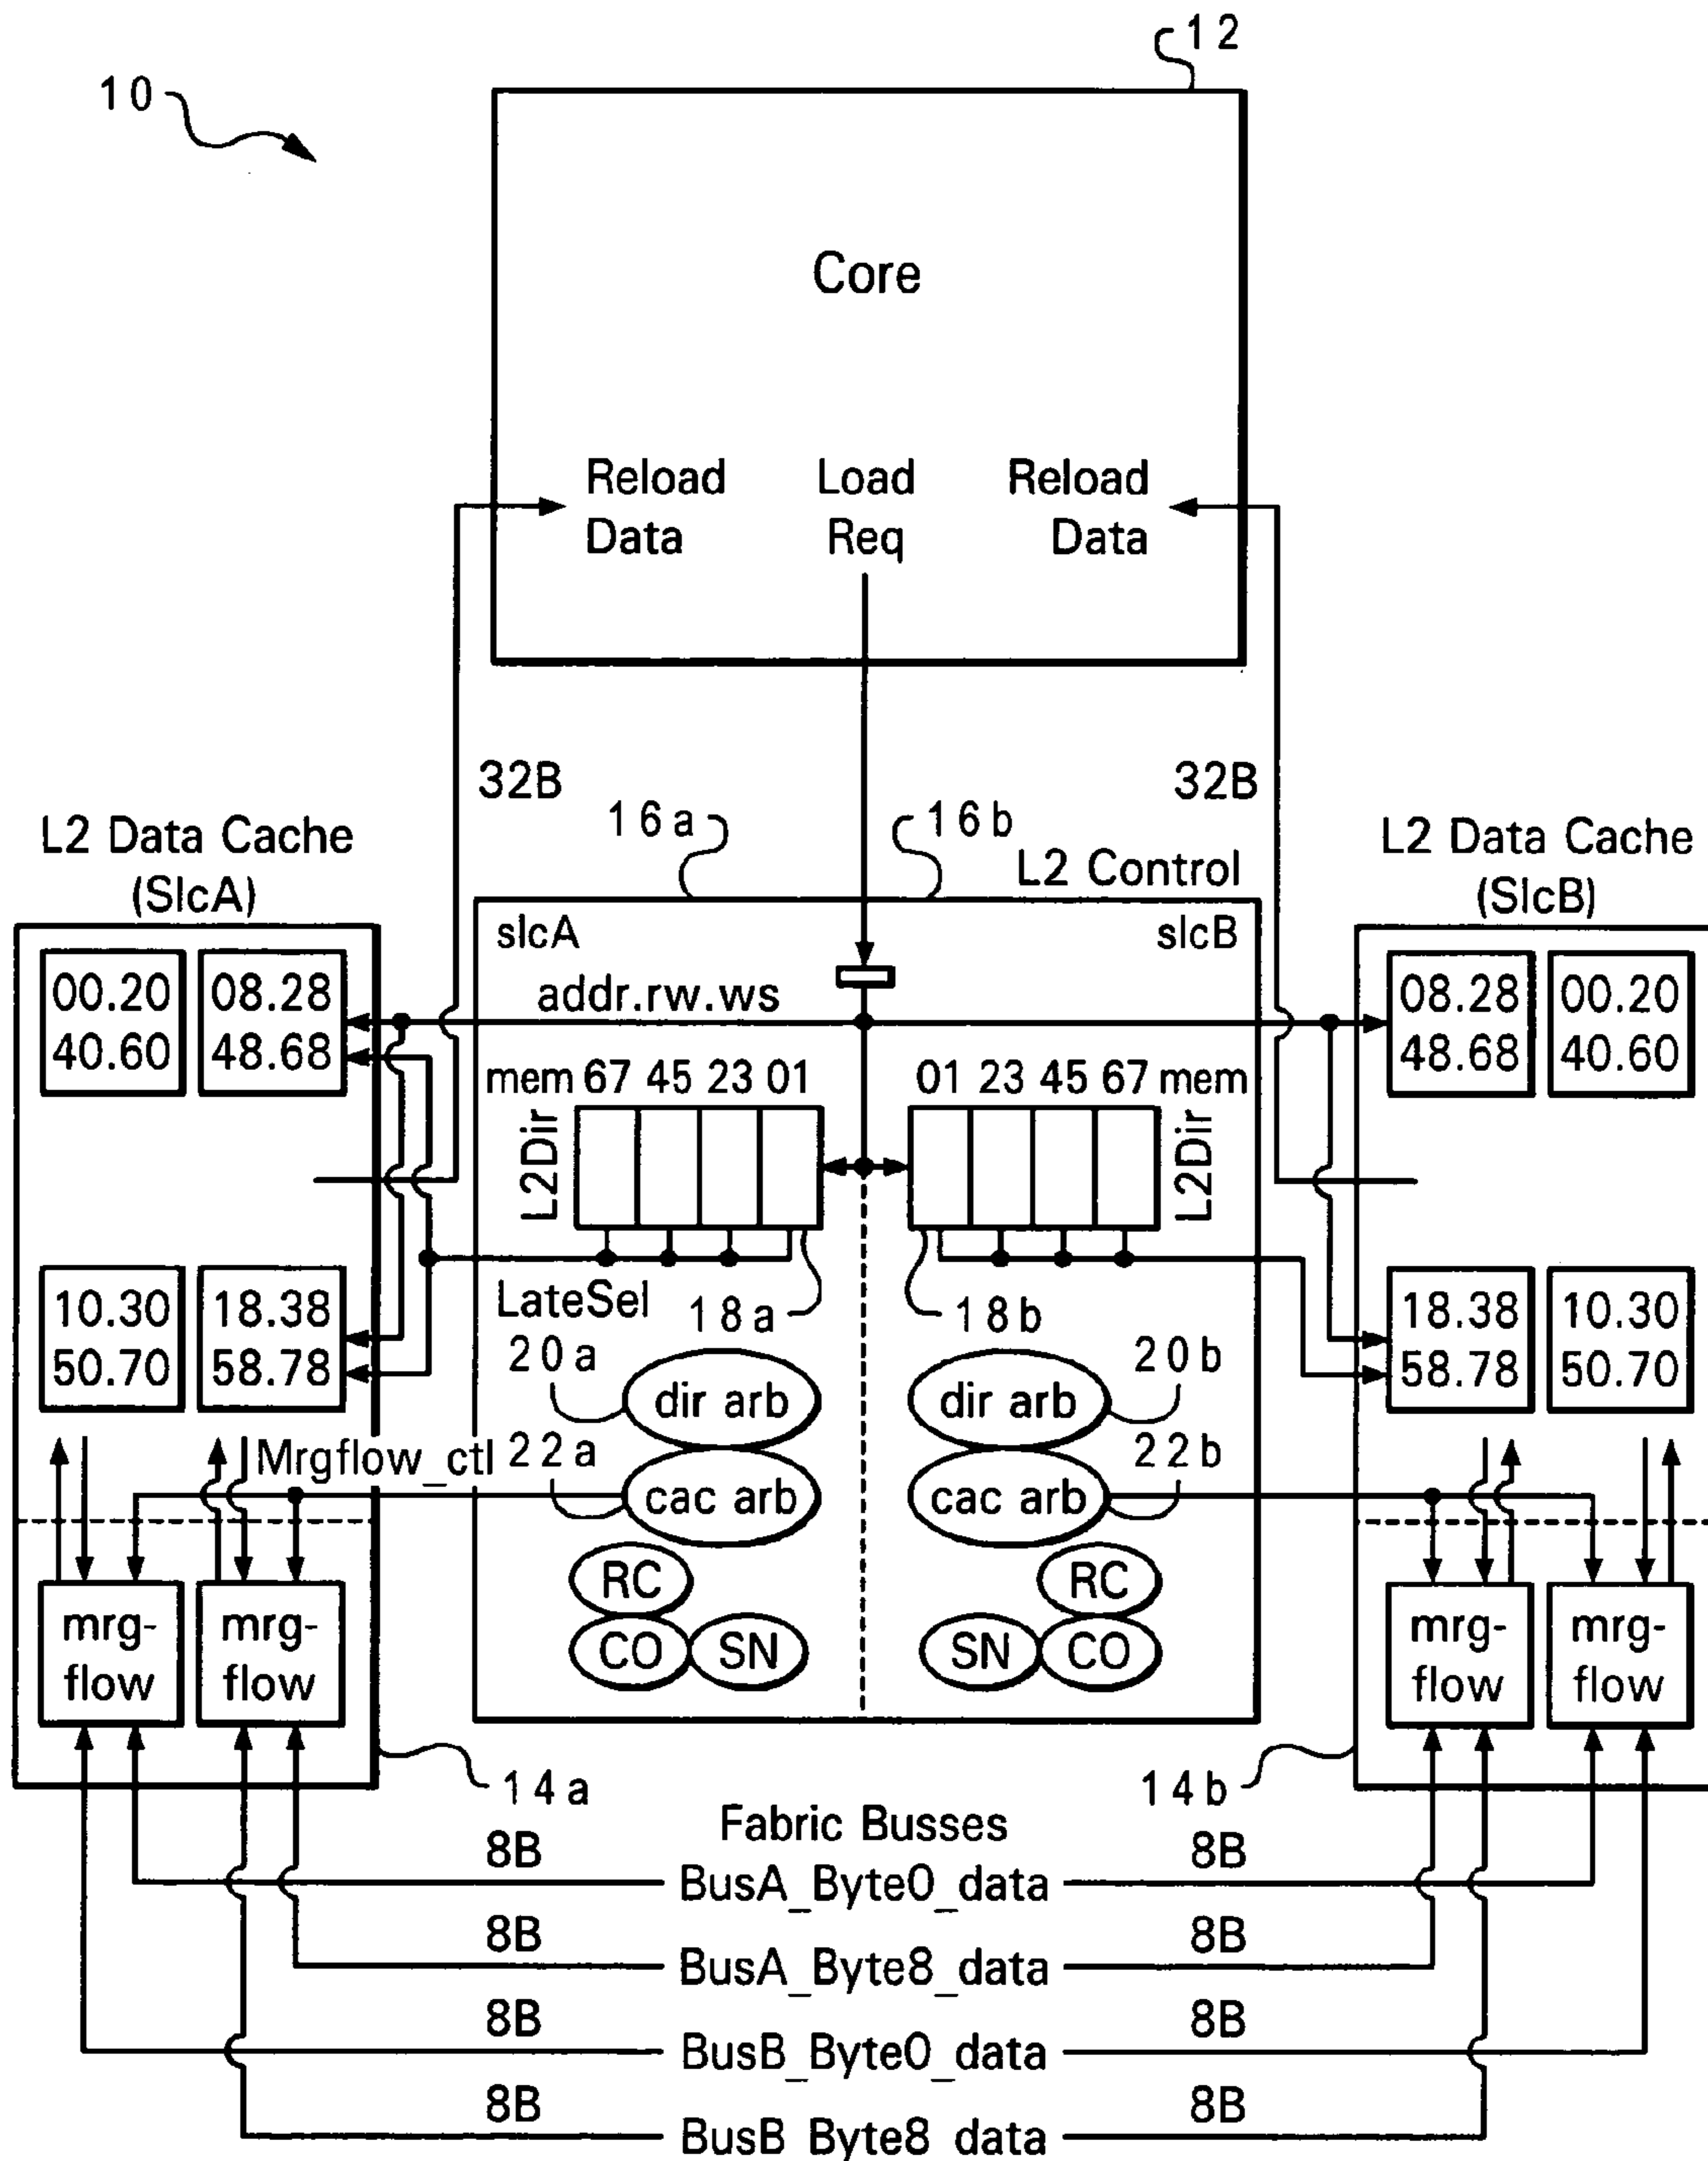 12
10
Core
Reload Load Reload
Data Req Data
32B 32B
16a 16b
L2 Data Cache
(SlcA)
L2 Control
L2 Data Cache
(SlcB)
slcA slcB
00.20
40.60
08.28
48.68
addr.rw.ws
08.28
48.68
00.20
40.60
mem 67 45 23 01
01 23 45 67 mem
L2Dir
L2Dir
LateSel
18a 18b
10.30
50.70
18.38
58.78
18.38
58.78
10.30
50.70
20a dir arb
dir arb 20b
Mrgflow_ctl 22a cac arb
cac arb 22b
RC
CO SN
RC
SN CO
mrg-
flow
mrg-
flow
mrg-
flow
mrg-
flow
14a 14b
Fabric Busses
8B BusA_Byte0_data 8B
8B BusA_Byte8_data 8B
8B BusB_Byte0_data 8B
8B BusB_Byte8_data 8B